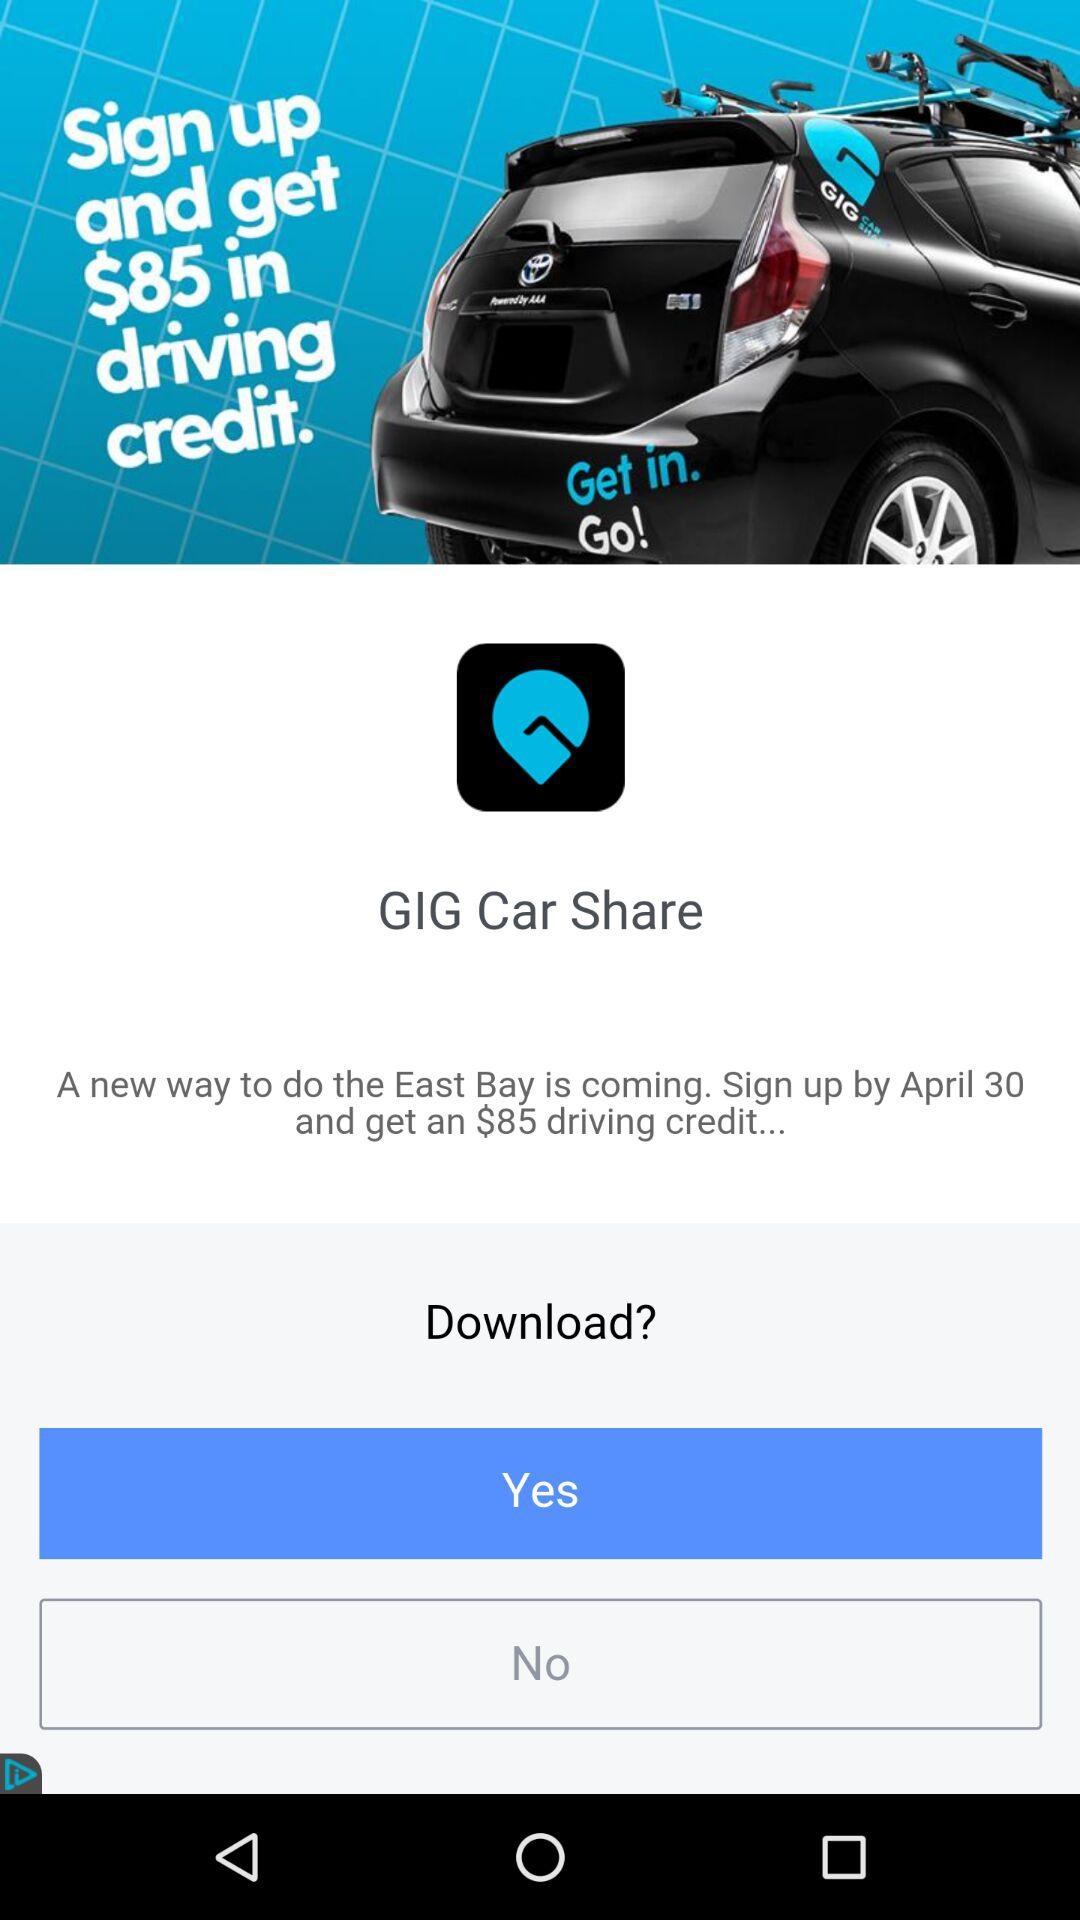 Sign up
and get
$85 in
driving
credit.
GIG CAR
SHARE
Powered by AAA
Get in.
Go!
GIG Car Share
A new way to do the East Bay is coming. Sign up by April 30
and get an $85 driving credit...
Download?
Yes
No